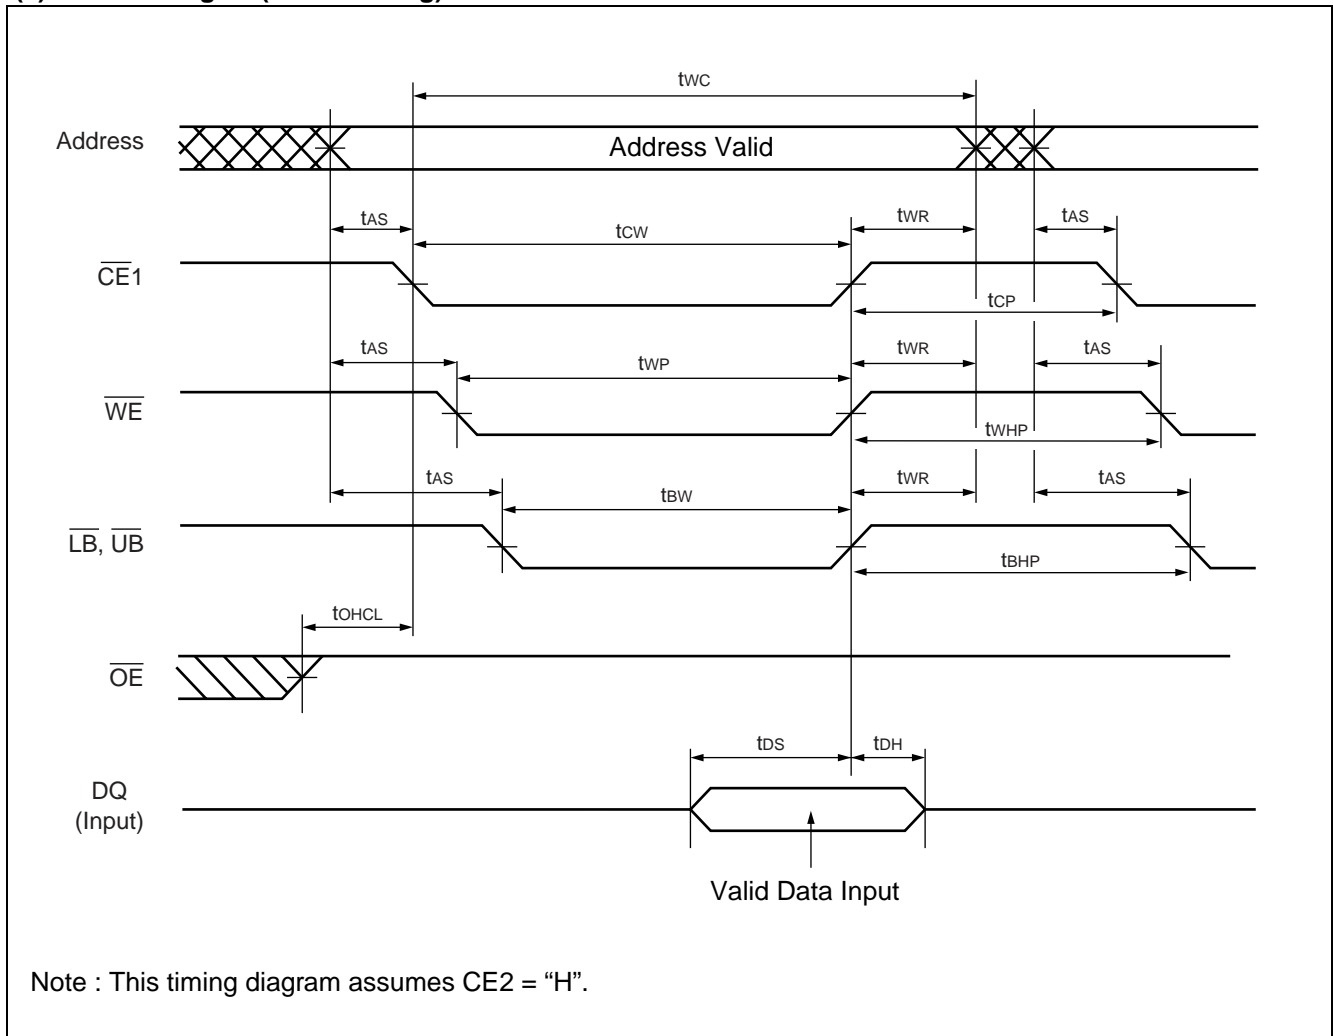 tWC
Address Address Valid
tAS tCW tWR tAS
CE1
tCP
tAS tWP tWR tAS
WE
tWHP
tAS tBW tWR tAS
LB, UB
tBHP
tOHCL
OE
tDS tDH
DQ
(Input)
Valid Data Input
Note : This timing diagram assumes CE2 = “H”.